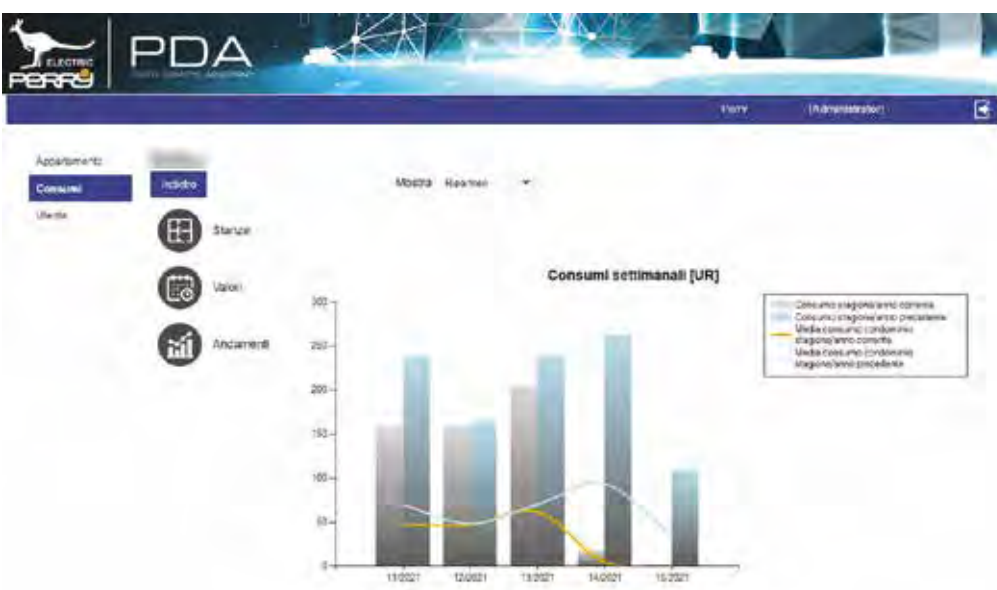 ELECTRIC
PERRY
PDA
Perry
(Administrator)
Appartamento
Consumi
Utente
Indietro
Mostra
Stanze
Valori
Andamenti
Consumi settimanali [UR]
Consumo stagione/anno corrente
Consumo stagione/anno precedente
Media consumo condominio
stagione/anno corrente
Media consumo condominio
stagione/anno precedente
300
250
200
150
100
50
0
11/2021 12/2021 13/2021 14/2021 15/2021